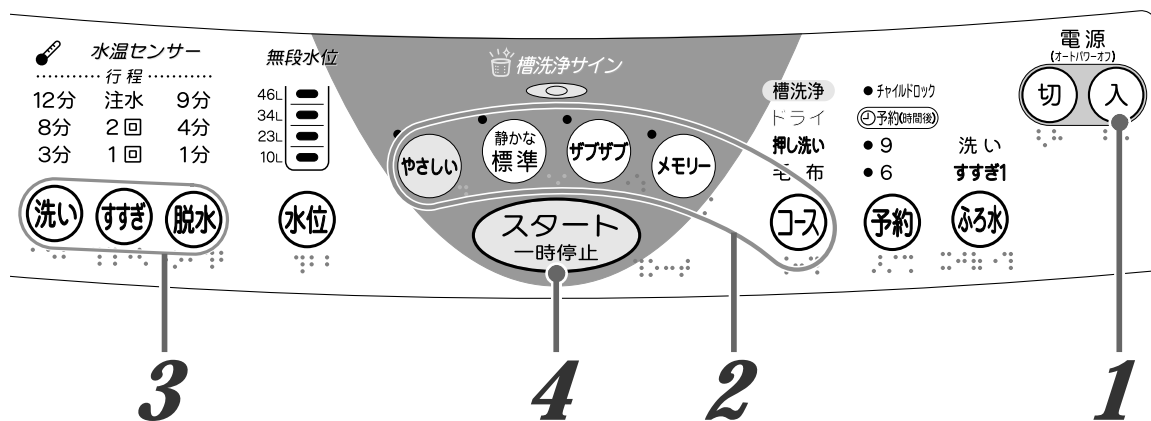 水温センサー
行程
12分 注水 9分
8分 2回 4分
3分 1回 1分
洗い すすぎ 脱水
無段水位
46L
34L
23L
10L
水位
槽洗浄サイン
やさしい
静かな
標準
ザブザブ
メモリー
スタート
一時停止
槽洗浄
ドライ
押し洗い
毛布
コース
チャイルドロック
予約(時間後)
9
6
予約
洗い
すすぎ1
ふろ水
電源
(オートパワーオフ)
切 入
3
4
2
1